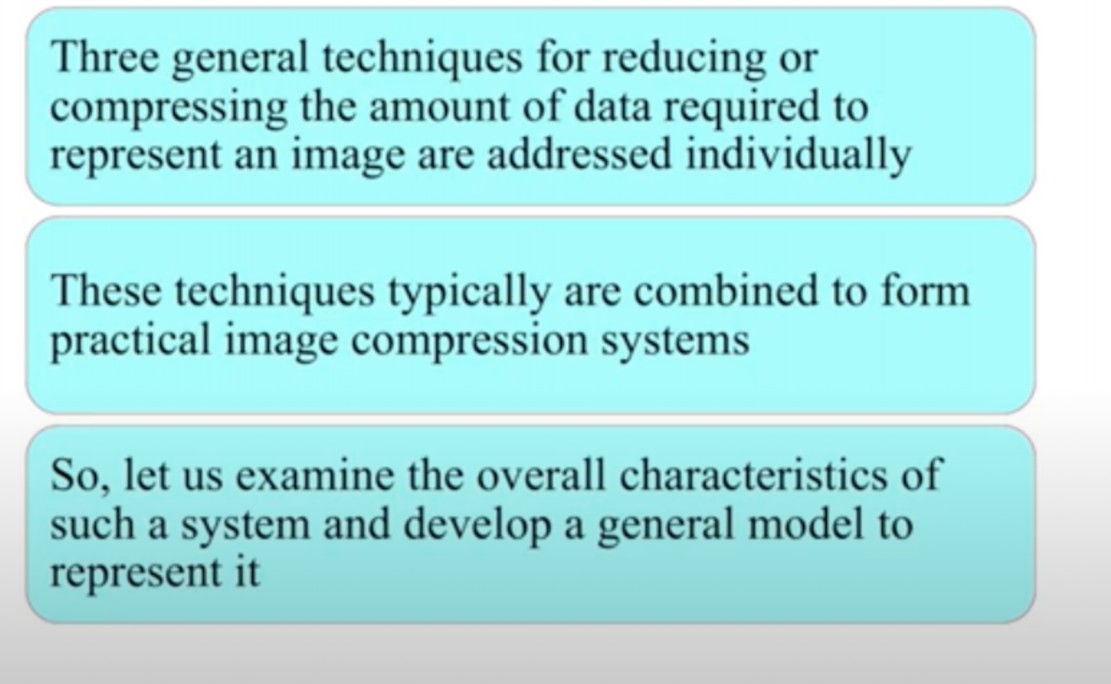 Three general techniques for reducing or
compressing the amount of data required to
represent an image are addressed individually
These techniques typically are combined to form
practical image compression systems
So, let us examine the overall characteristics of
such a system and develop a general model to
represent it